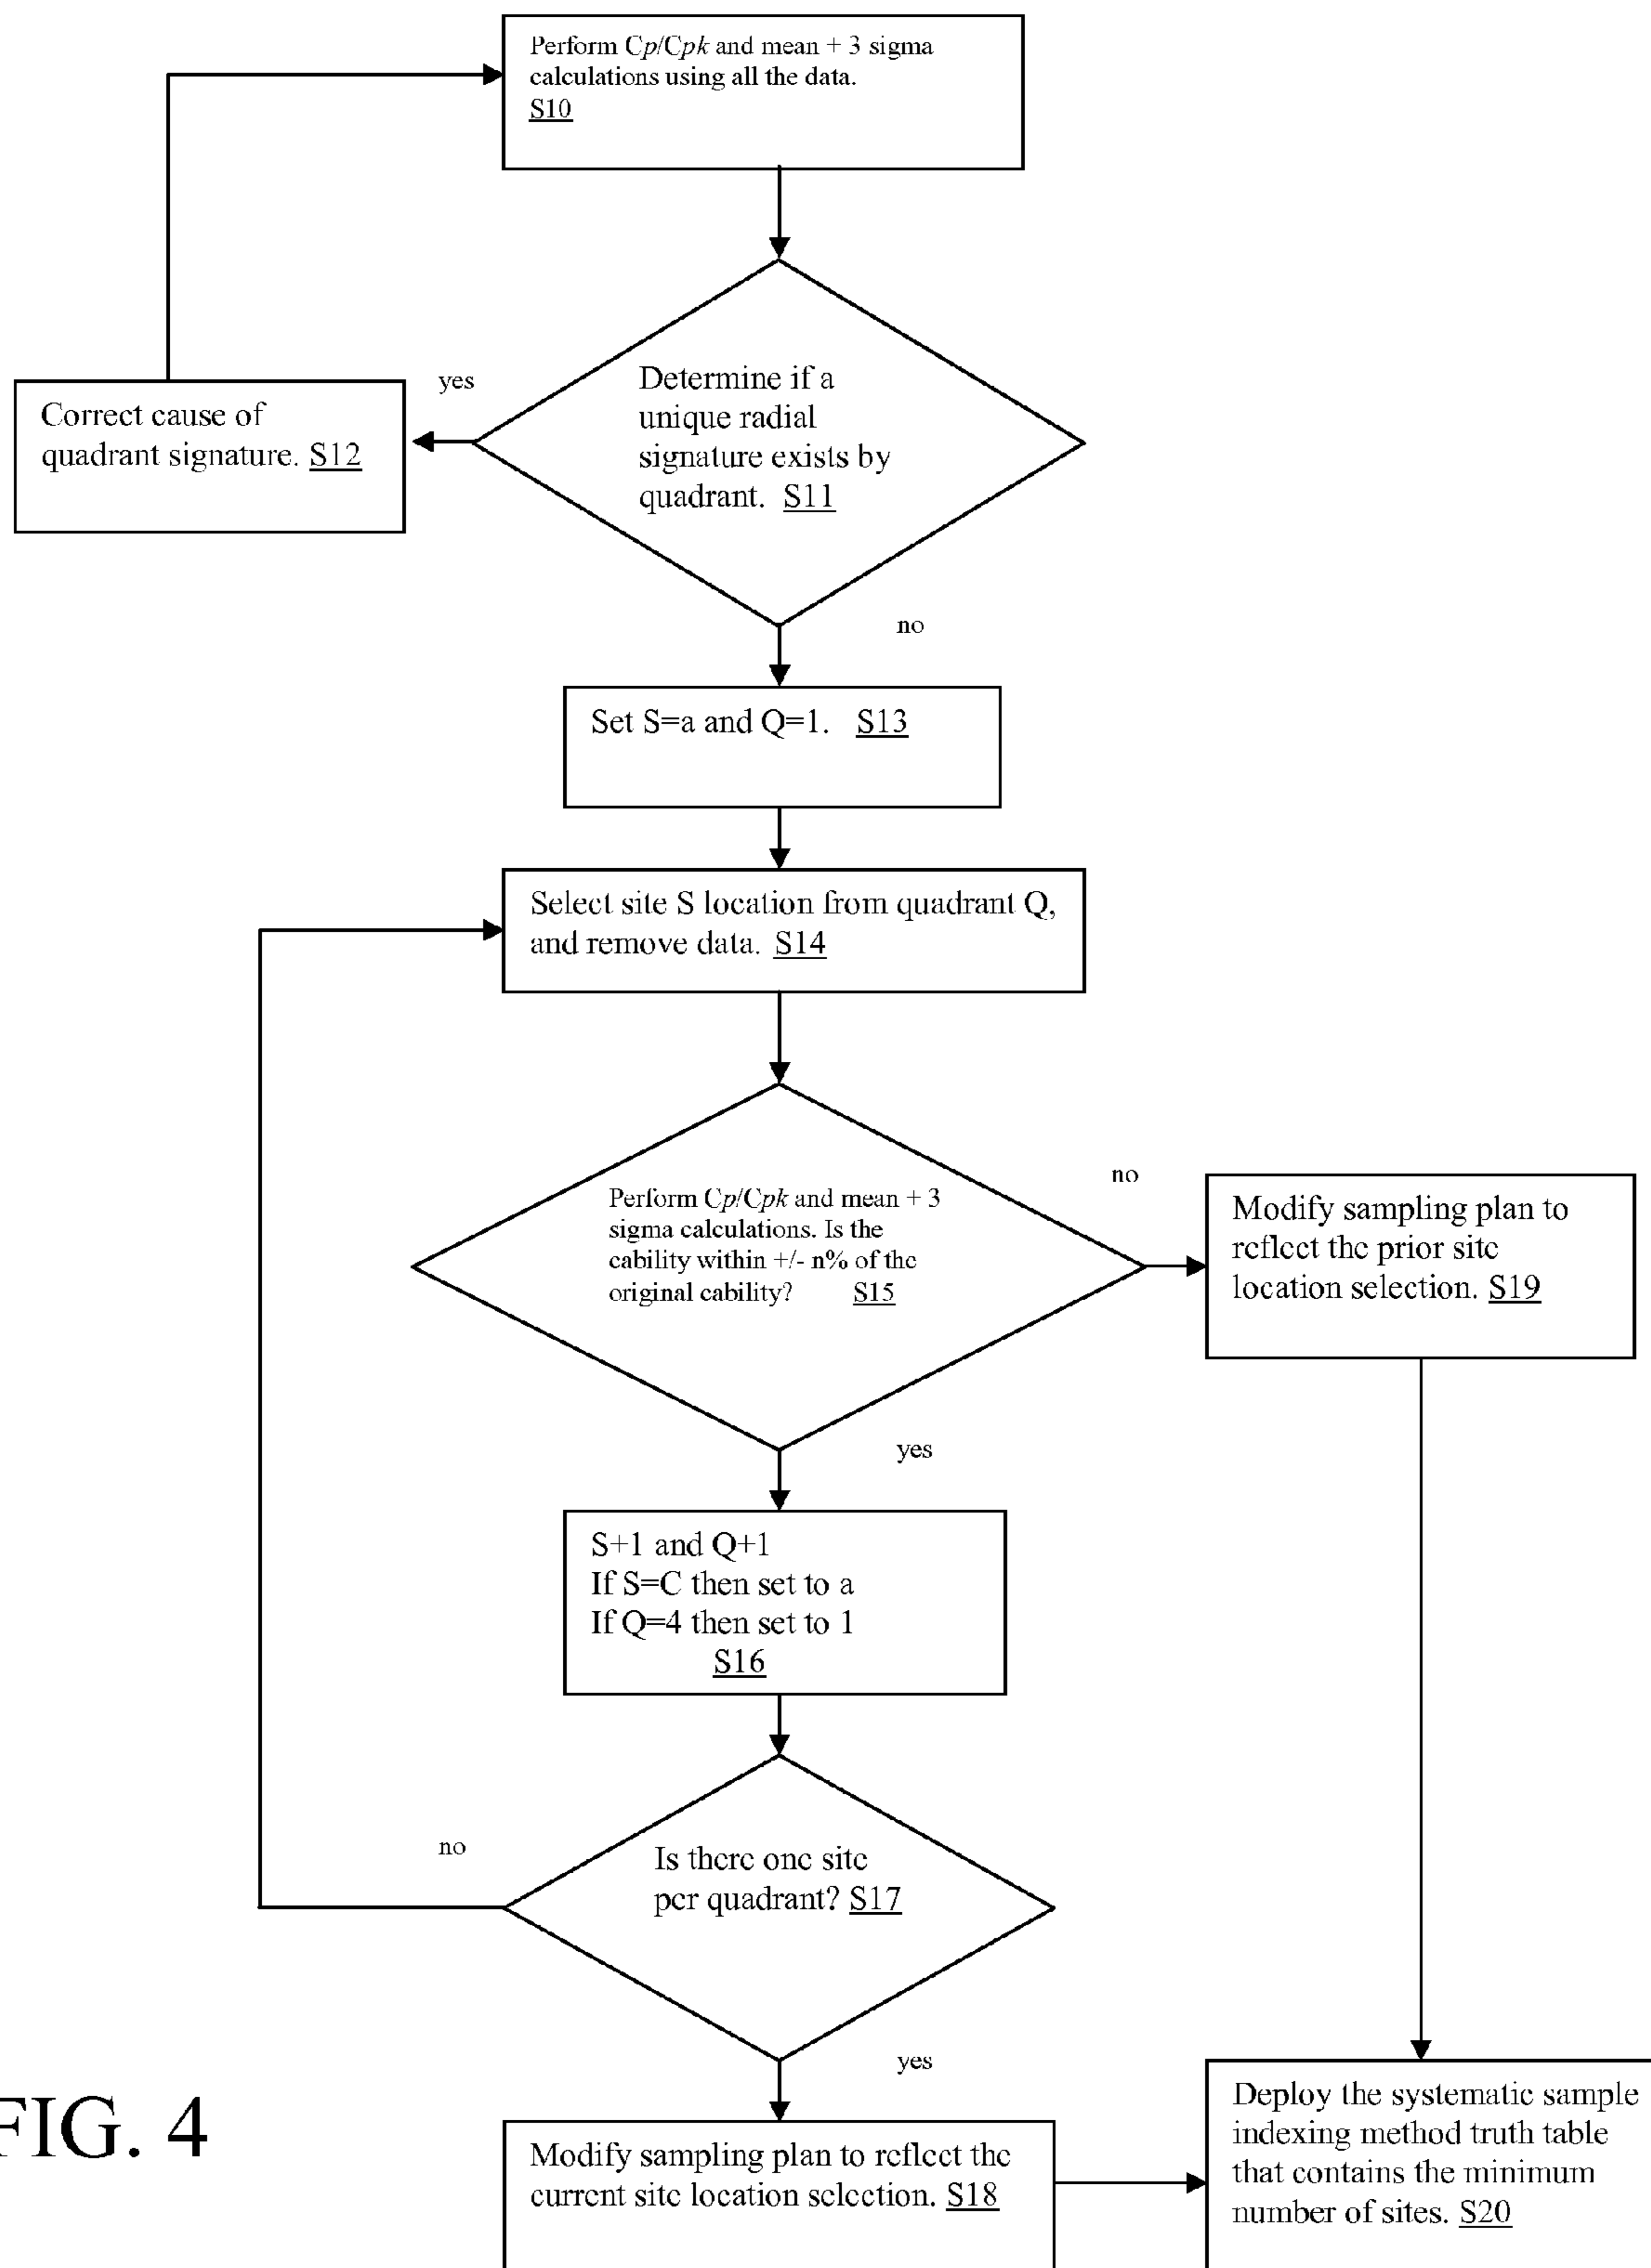 Perform Cp/Cpk and mean + 3 sigma
calculations using all the data.
S10
yes
Determine if a
unique radial
signature exists by
quadrant. S11
Correct cause of
quadrant signature. S12
no
Set S=a and Q=1. S13
Select site S location from quadrant Q,
and remove data. S14
no
Perform Cp/Cpk and mean + 3
sigma calculations. Is the
cability within +/- n% of the
original cability? S15
Modify sampling plan to
reflect the prior site
location selection. S19
yes
S+1 and Q+1
If S=C then set to a
If Q=4 then set to 1
S16
no
Is there one site
per quadrant? S17
yes
Modify sampling plan to reflect the
current site location selection. S18
Deploy the systematic sample
indexing method truth table
that contains the minimum
number of sites. S20
FIG. 4